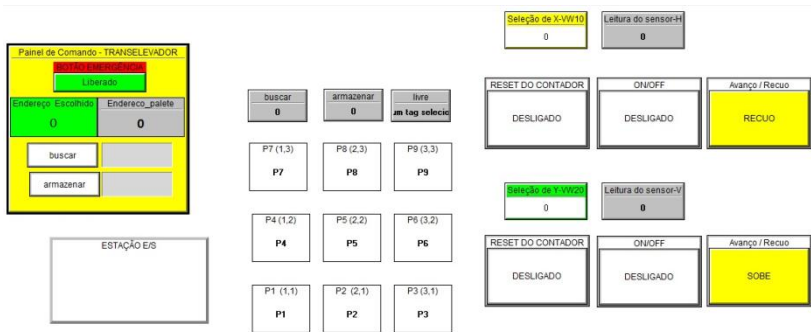 Painel de Comando - TRANSELEVADOR
BOTÃO EMERGÊNCIA
Liberado
Endereço Escolhido
Endereco_palete
0
0
buscar
armazenar
ESTAÇÃO E/S
buscar
armazenar
livre
0
0
um tag selecio
P7 (1,3)
P8 (2,3)
P9 (3,3)
P7
P8
P9
P4 (1,2)
P5 (2,2)
P6 (3,2)
P4
P5
P6
P1 (1,1)
P2 (2,1)
P3 (3,1)
P1
P2
P3
Seleção de X-VW10
Leitura do sensor-H
0
0
RESET DO CONTADOR
ON/OFF
Avanço / Recuo
DESLIGADO
DESLIGADO
RECUO
Seleção de Y-VW20
Leitura do sensor-V
0
0
RESET DO CONTADOR
ON/OFF
Avanço / Recuo
DESLIGADO
DESLIGADO
SOBE